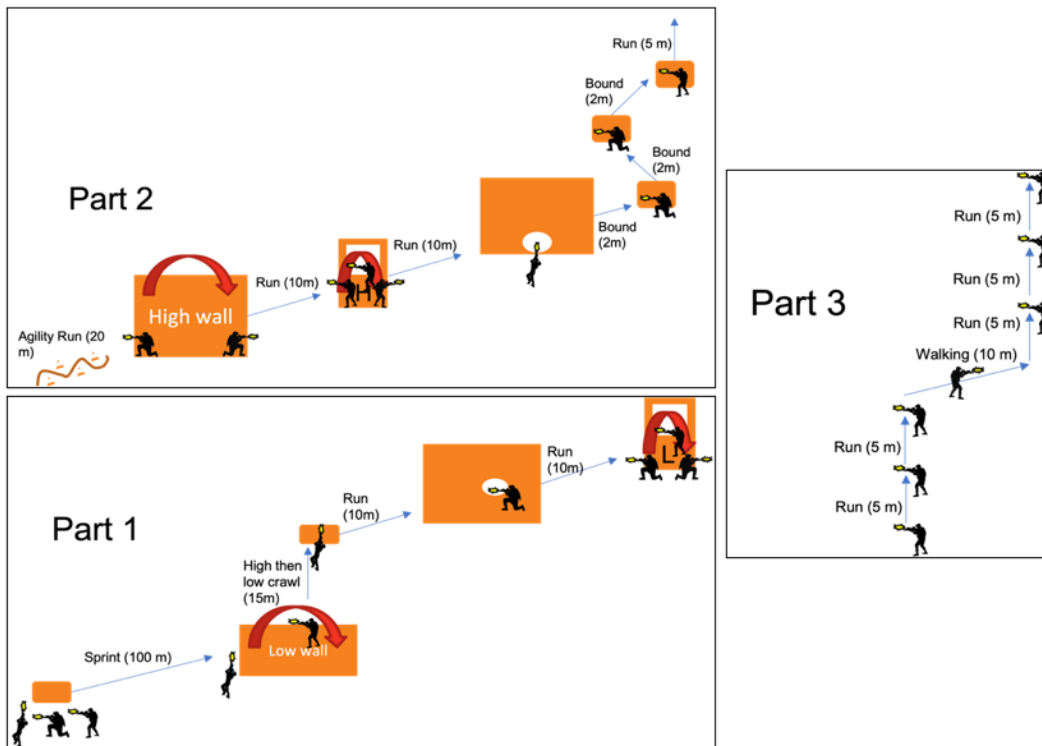 Run (5 m)
Bound
(2m)
Bound
(2m)
Part 2
Bound
(2m)
Run (10m)
Run (10m)
H
High wall
Agility Run (20
m)
Part 1
Run
(10m)
L
Run
(10m)
High then
low crawl
(15m)
Low wall
Sprint (100 m)
Part 3
Run (5 m)
Run (5 m)
Run (5 m)
Walking (10 m)
Run (5 m)
Run (5 m)